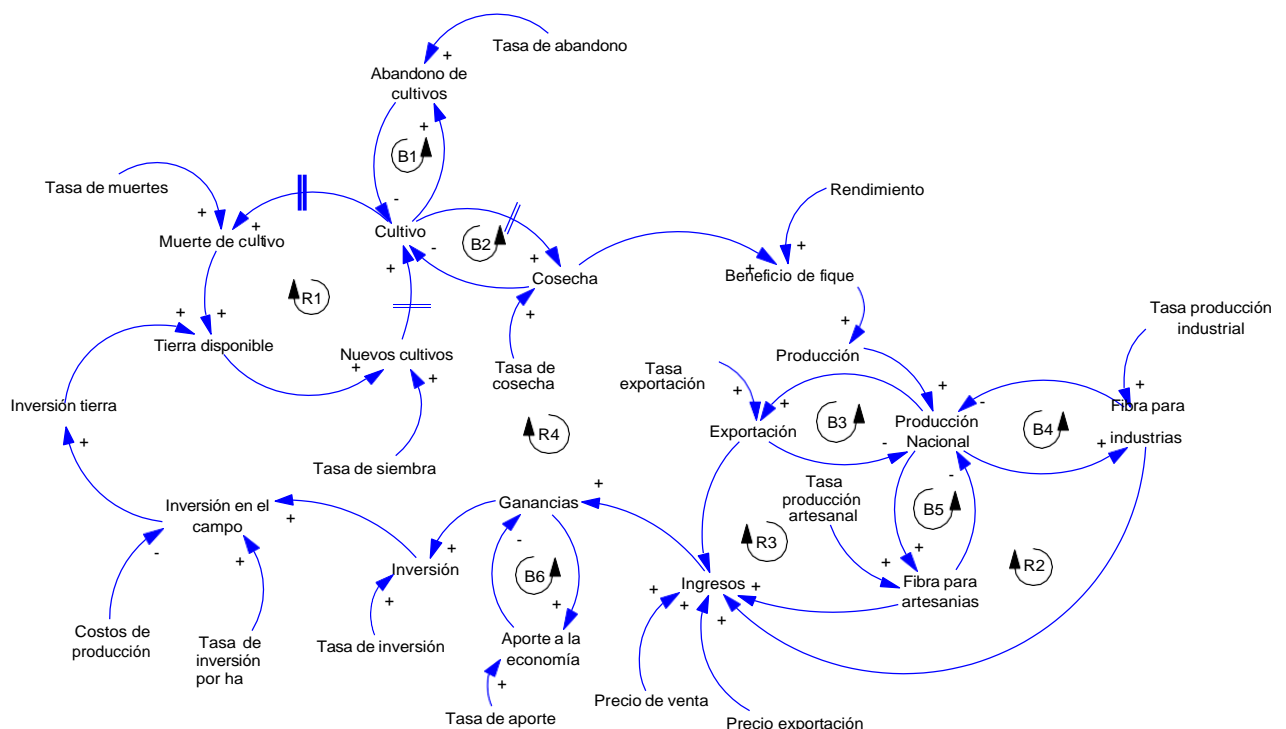 Tasa de abandono
Abandono de
cultivos
+
+
B1
Tasa de muertes
Rendimiento
+
+
-
Muerte de cultivo
Cultivo
B2
-
+
+
+
+
Cosecha
Beneficio de fique
R1
+
+
+
+
Tierra disponible
Nuevos cultivos
+
+
Tasa de
cosecha
Producción
+
Tasa producción
industrial
Tasa
exportación
+
+
+
Inversión tierra
+
-
Fibra para
industrias
Exportación
B3
Producción
Nacional
B4
R4
-
+
+
Tasa de siembra
Tasa
producción
artesanal
-
B5
Inversión en el
campo
+
Ganancias
+
-
R3
+
+
R2
-
+
+
Inversión
B6
Ingresos
+
Fibra para
artesanias
+
+
+
+
+
Costos de
producción
Tasa de
inversión
por ha
Tasa de inversión
Aporte a la
economía
+
Precio de venta
Tasa de aporte
Precio exportación